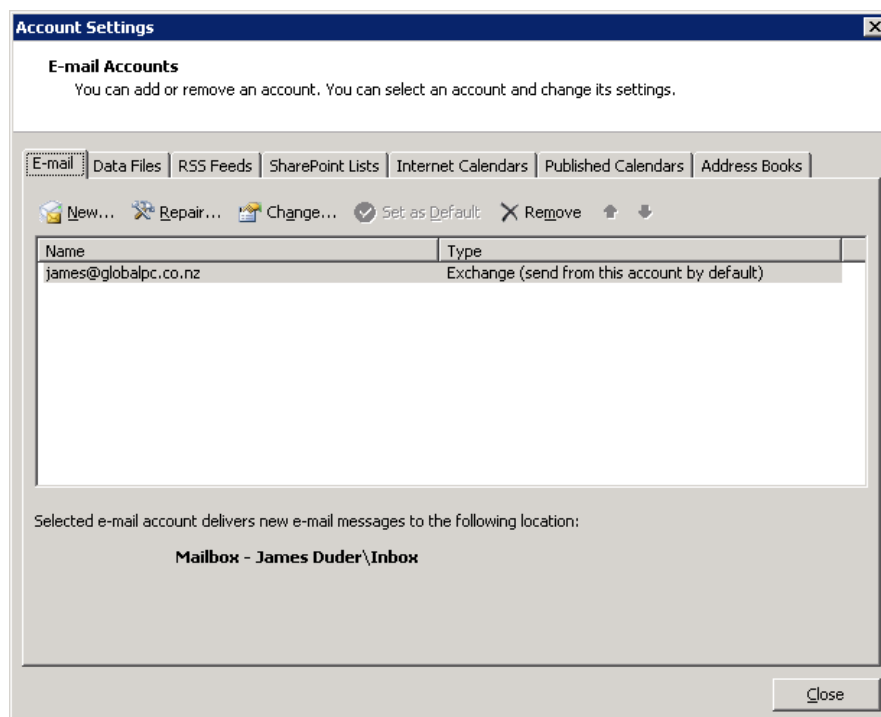 Account Settings
E-mail Accounts
You can add or remove an account. You can select an account and change its settings.
E-mail Data Files RSS Feeds SharePoint Lists Internet Calendars Published Calendars Address Books
New... Repair... Change... Set as Default Remove
Name Type
james@globalpc.co.nz Exchange (send from this account by default)
Selected e-mail account delivers new e-mail messages to the following location:
Mailbox - James Duder\Inbox
Close